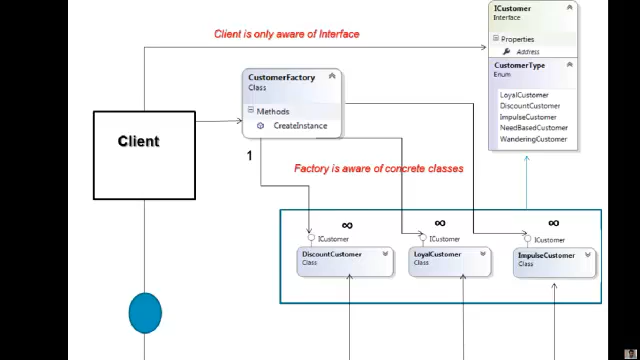 ICustomer
Interface
Properties
Address
CustomerType
Enum
LoyalCustomer
DiscountCustomer
ImpulseCustomer
NeedBasedCustomer
WanderingCustomer
Client is only aware of Interface
CustomerFactory
Class
Methods
CreateInstance
Client
1
Factory is aware of concrete classes
∞
∞
∞
ICustomer
ICustomer
ICustomer
DiscountCustomer
Class
LoyalCustomer
Class
ImpulseCustomer
Class